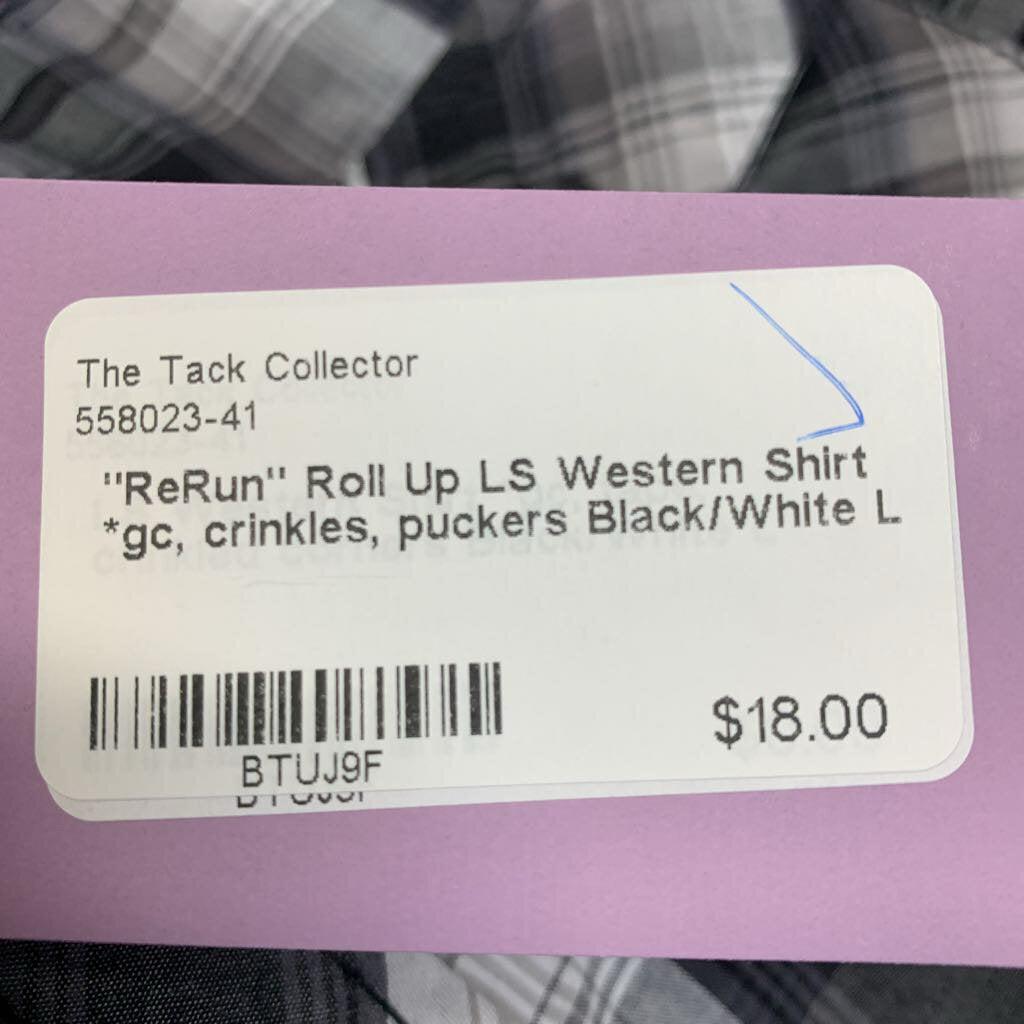 The Tack Collector
558023-41
"ReRun" Roll Up LS Western Shirt
*gc, crinkles, puckers Black/White L
$18.00
BTUJ9F